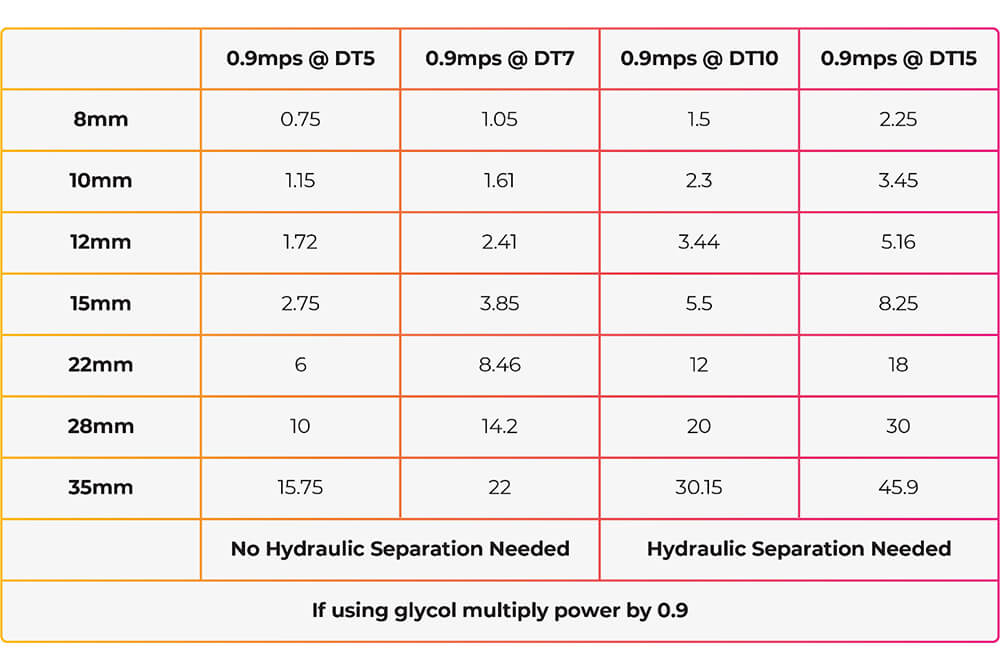 0.9mps @ DT5 0.9mps @ DT7 0.9mps @ DT10 0.9mps @ DT15
8mm 0.75 1.05 1.5 2.25
10mm 1.15 1.61 2.3 3.45
12mm 1.72 2.41 3.44 5.16
15mm 2.75 3.85 5.5 8.25
22mm 6 8.46 12 18
28mm 10 14.2 20 30
35mm 15.75 22 30.15 45.9
No Hydraulic Separation Needed Hydraulic Separation Needed
If using glycol multiply power by 0.9